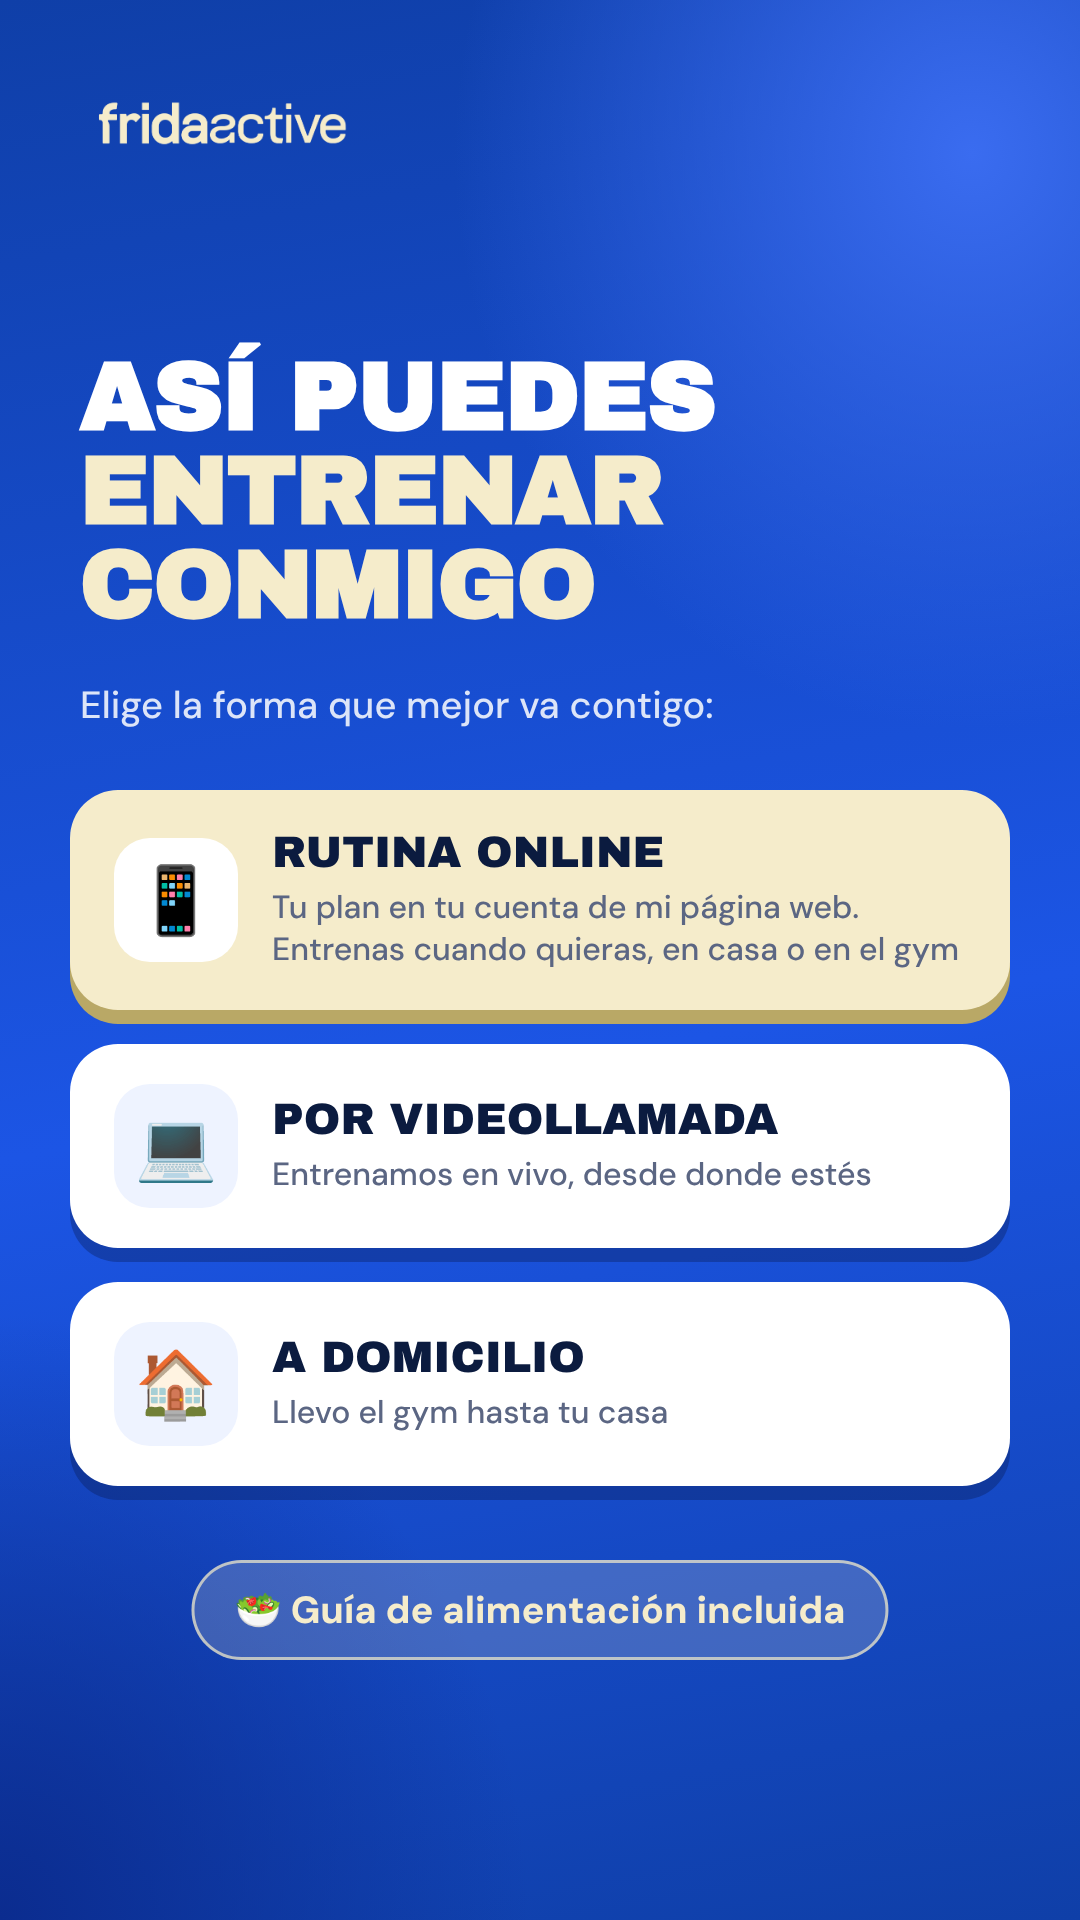 fridaactive
ASÍ PUEDES
ENTRENAR
CONMIGO
Elige la forma que mejor va contigo:
RUTINA ONLINE
Tu plan en tu cuenta de mi página web.
Entrenas cuando quieras, en casa o en el gym
POR VIDEOLLAMADA
Entrenamos en vivo, desde donde estés
A DOMICILIO
Llevo el gym hasta tu casa
🥗 Guía de alimentación incluida